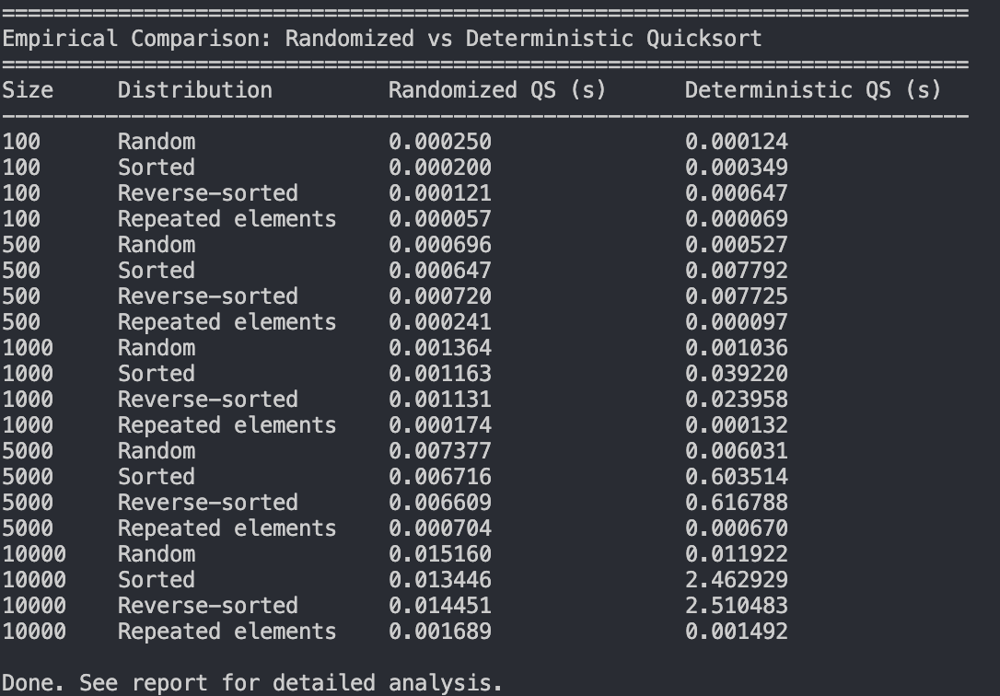 ===========================================================================
Empirical Comparison: Randomized vs Deterministic Quicksort
===========================================================================
Size     Distribution         Randomized QS (s)      Deterministic QS (s)
---------------------------------------------------------------------------
100      Random               0.000250               0.000124
100      Sorted               0.000200               0.000349
100      Reverse-sorted       0.000121               0.000647
100      Repeated elements    0.000057               0.000069
500      Random               0.000696               0.000527
500      Sorted               0.000647               0.007792
500      Reverse-sorted       0.000720               0.007725
500      Repeated elements    0.000241               0.000097
1000     Random               0.001364               0.001036
1000     Sorted               0.001163               0.039220
1000     Reverse-sorted       0.001131               0.023958
1000     Repeated elements    0.000174               0.000132
5000     Random               0.007377               0.006031
5000     Sorted               0.006716               0.603514
5000     Reverse-sorted       0.006609               0.616788
5000     Repeated elements    0.000704               0.000670
10000    Random               0.015160               0.011922
10000    Sorted               0.013446               2.462929
10000    Reverse-sorted       0.014451               2.510483
10000    Repeated elements    0.001689               0.001492

Done. See report for detailed analysis.